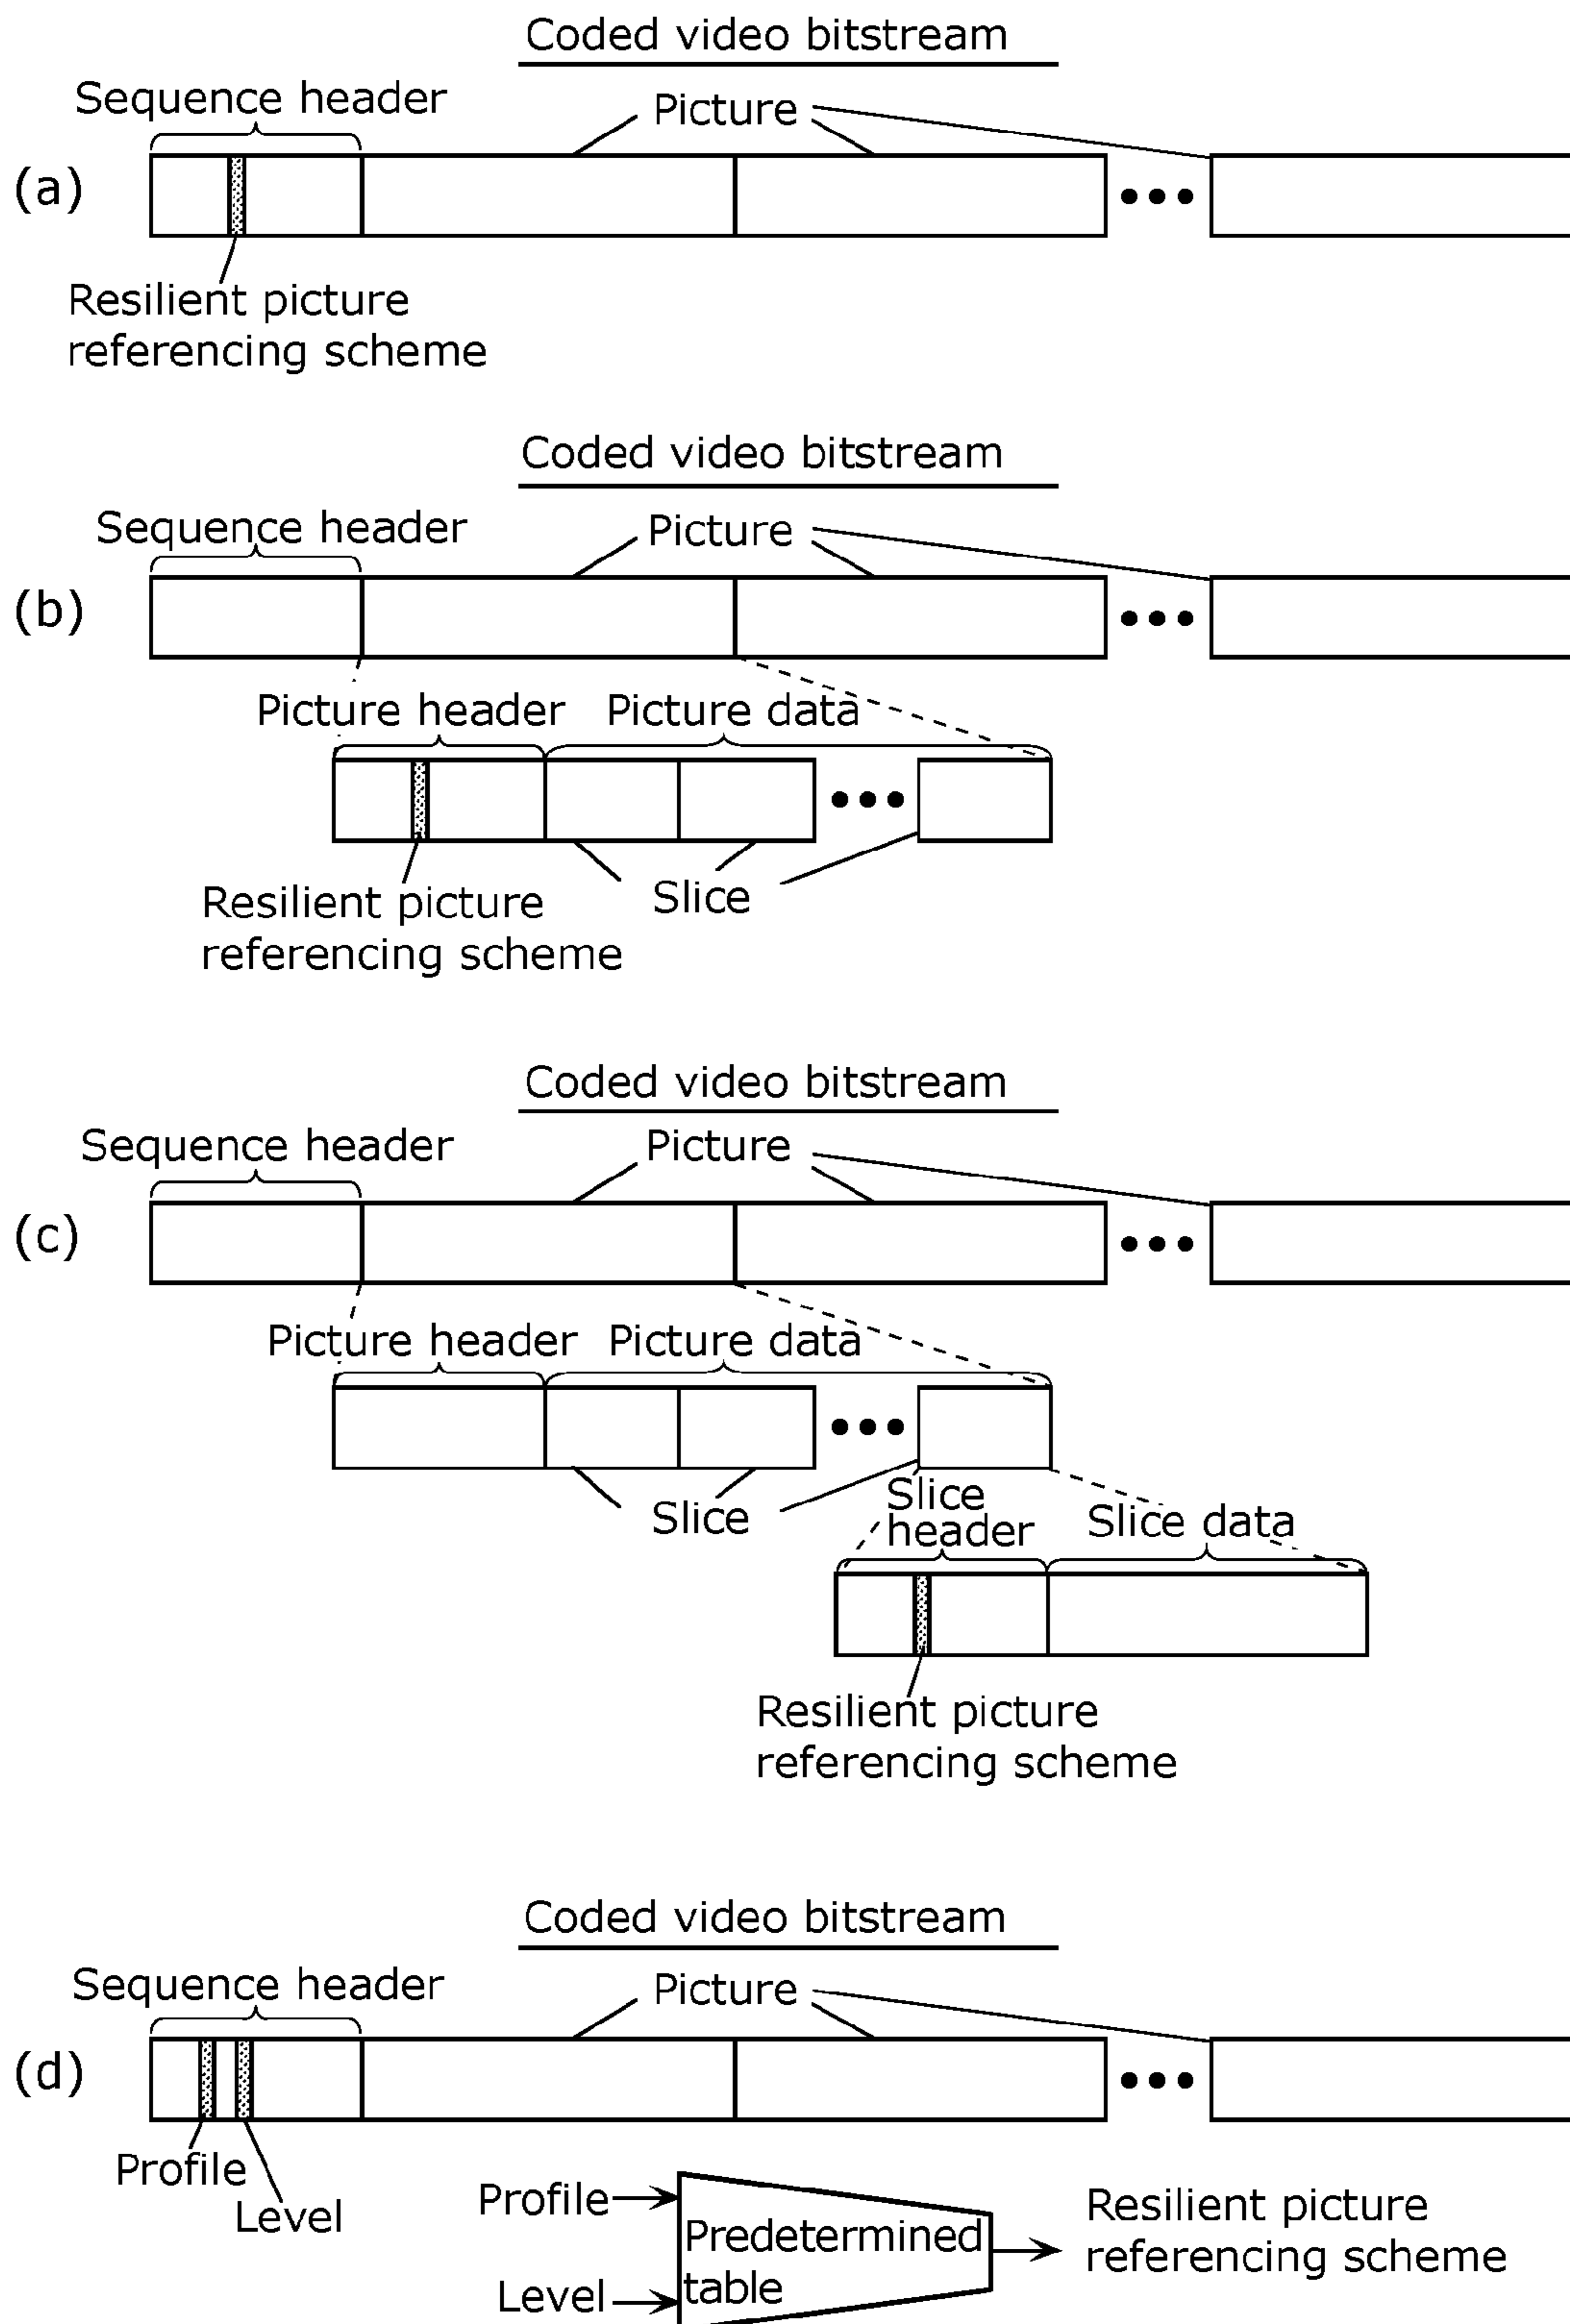 Coded video bitstream
Sequence header
Picture
(a)
Resilient picture
referencing scheme
Coded video bitstream
Sequence header
Picture
(b)
Picture header
Picture data
Slice
Resilient picture
referencing scheme
Coded video bitstream
Sequence header
Picture
(c)
Picture header
Picture data
Slice
Slice
header
Slice data
Resilient picture
referencing scheme
Coded video bitstream
Sequence header
Picture
(d)
Profile
Level
Profile
Level
Predetermined
table
Resilient picture
referencing scheme